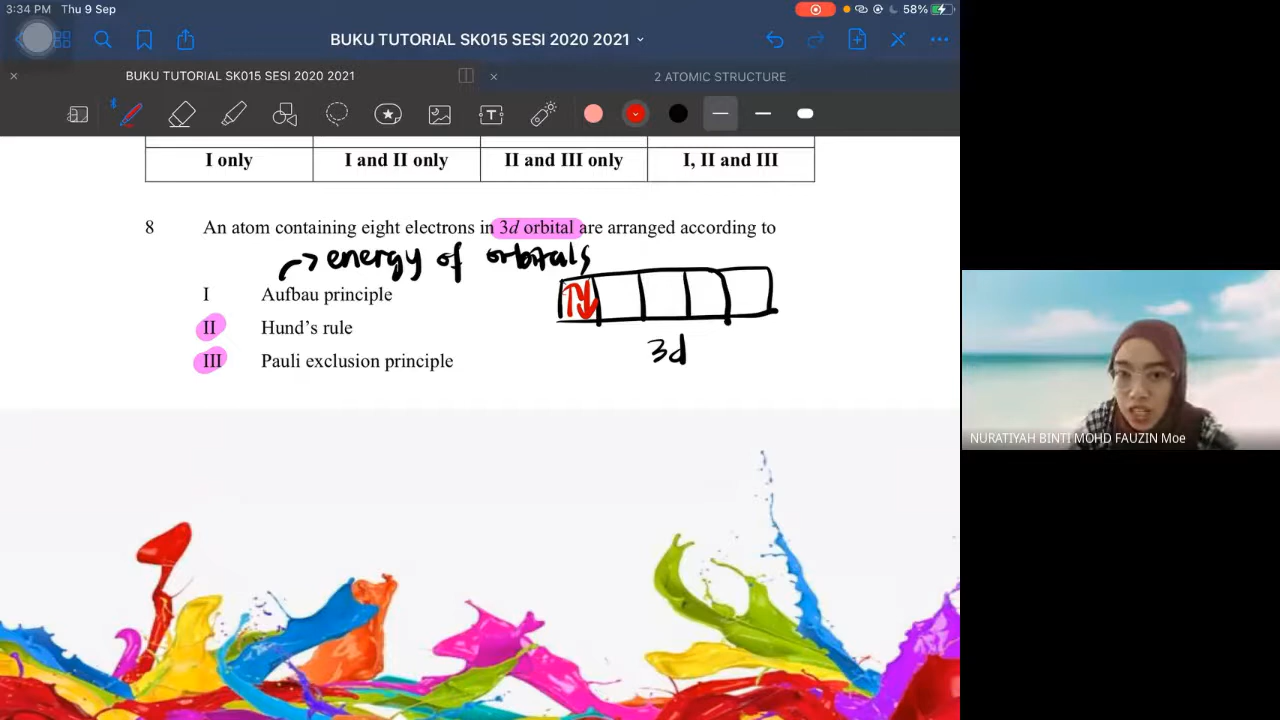 3:34 PM Thu 9 Sep
58%
BUKU TUTORIAL SK015 SESI 2020 2021
BUKU TUTORIAL SK015 SESI 2020 2021
2 ATOMIC STRUCTURE
T
I only I and II only II and III only I, II and III
8 An atom containing eight electrons in 3d orbital are arranged according to
energy of orbitals
I Aufbau principle
II Hund's rule
III Pauli exclusion principle
3d
NURATIYAH BINTI MOHD FAUZIN Moe